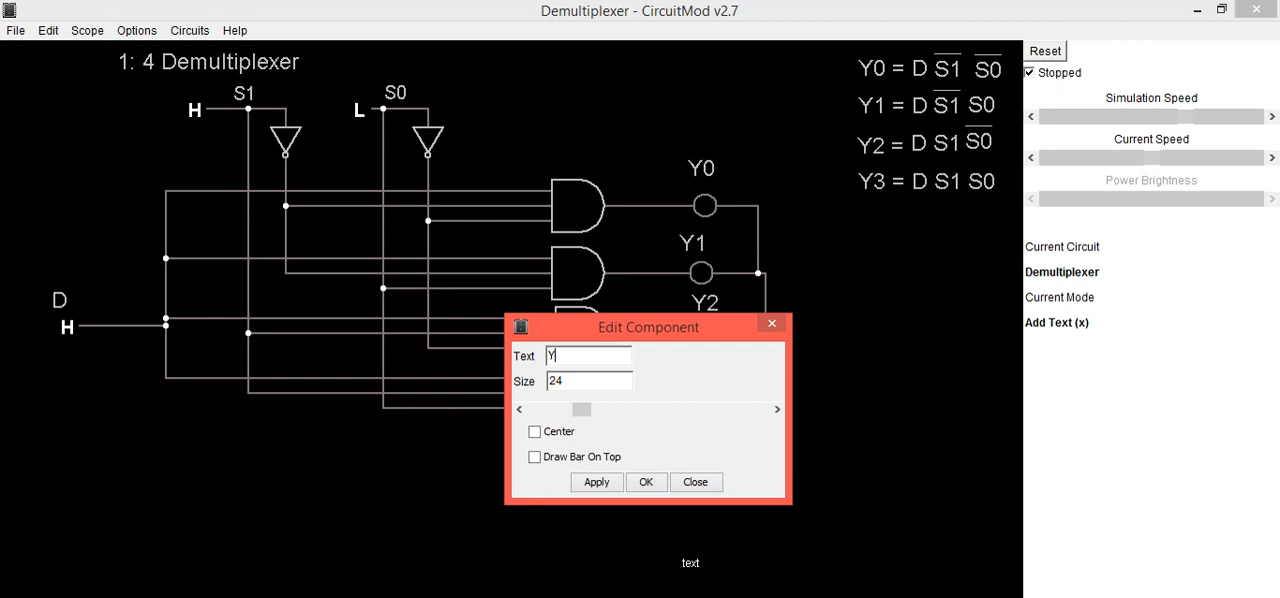 Demultiplexer - CircuitMod v2.7
File Edit Scope Options Circuits Help
1: 4 Demultiplexer
S1
S0
H
L
D
H
Y0
Y1
Y2
Y0 = D S1 S0
Y1 = D S1 S0
Y2 = D S1 S0
Y3 = D S1 S0
Edit Component
Text Y
Size 24
< >
Center
Draw Bar On Top
Apply OK Close
text
Reset
Stopped
Simulation Speed
< >
Current Speed
< >
Power Brightness
< >
Current Circuit
Demultiplexer
Current Mode
Add Text (x)